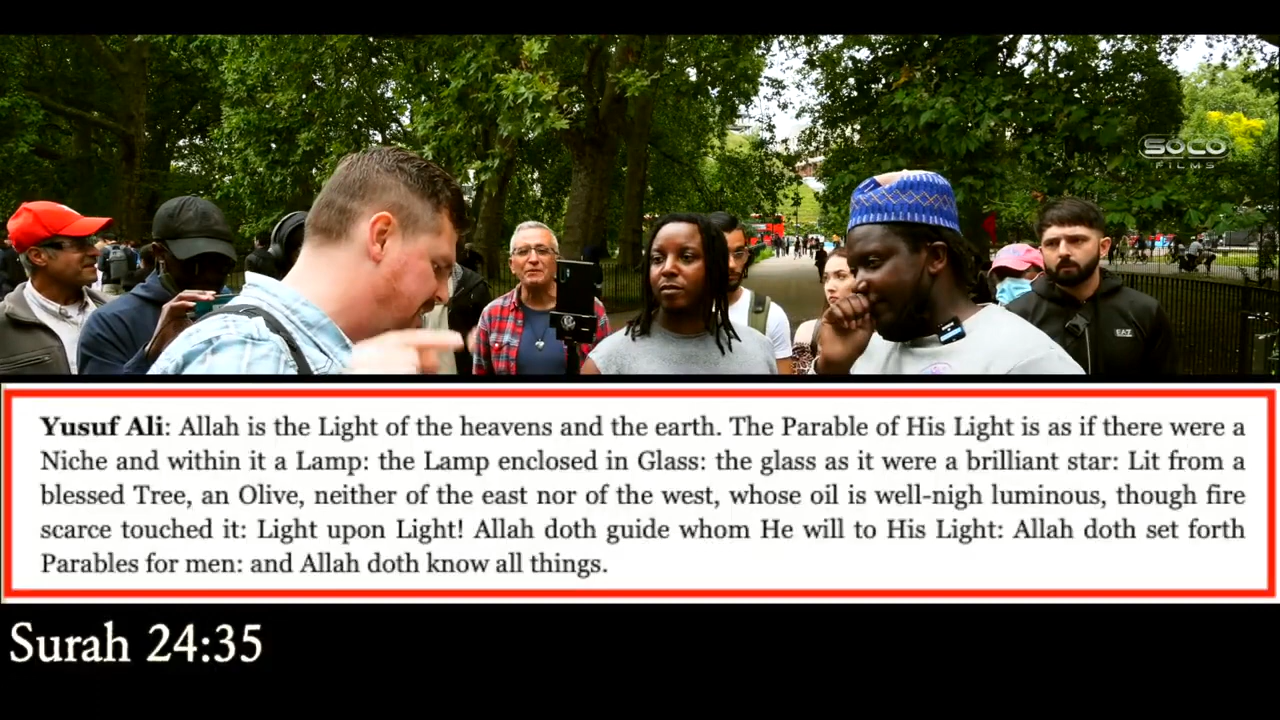 SOCO
FILMS
EA7
Yusuf Ali: Allah is the Light of the heavens and the earth. The Parable of His Light is as if there were a
Niche and within it a Lamp: the Lamp enclosed in Glass: the glass as it were a brilliant star: Lit from a
blessed Tree, an Olive, neither of the east nor of the west, whose oil is well-nigh luminous, though fire
scarce touched it: Light upon Light! Allah doth guide whom He will to His Light: Allah doth set forth
Parables for men: and Allah doth know all things.
Surah 24:35